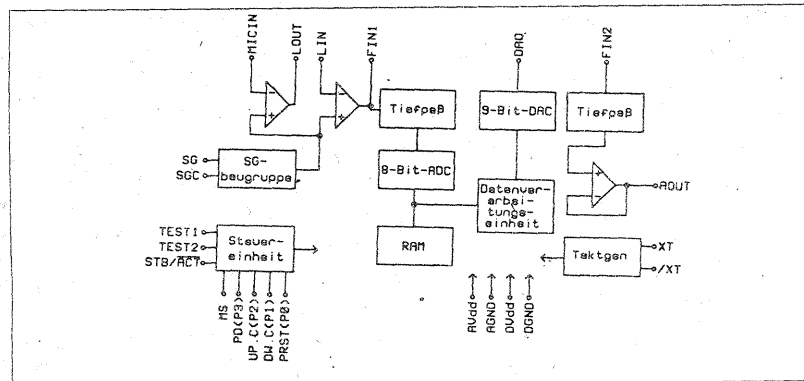 MICIN
LOUT
LIN
FIN1
DAO
FIN2
Tiefpaß
9-Bit-DAC
Tiefpaß
SG
SGC
SG-
baugruppe
8-Bit-ADC
Datenver-
arbei-
tungs-
einheit
AOUT
TEST1
TEST2
STB/ACT
Steuer-
einheit
RAM
Taktgen
XT
/XT
MS
PD(P3)
UP.C(P2)
DW.C(P1)
PRST(P0)
AVdd
AGND
DVdd
DGND